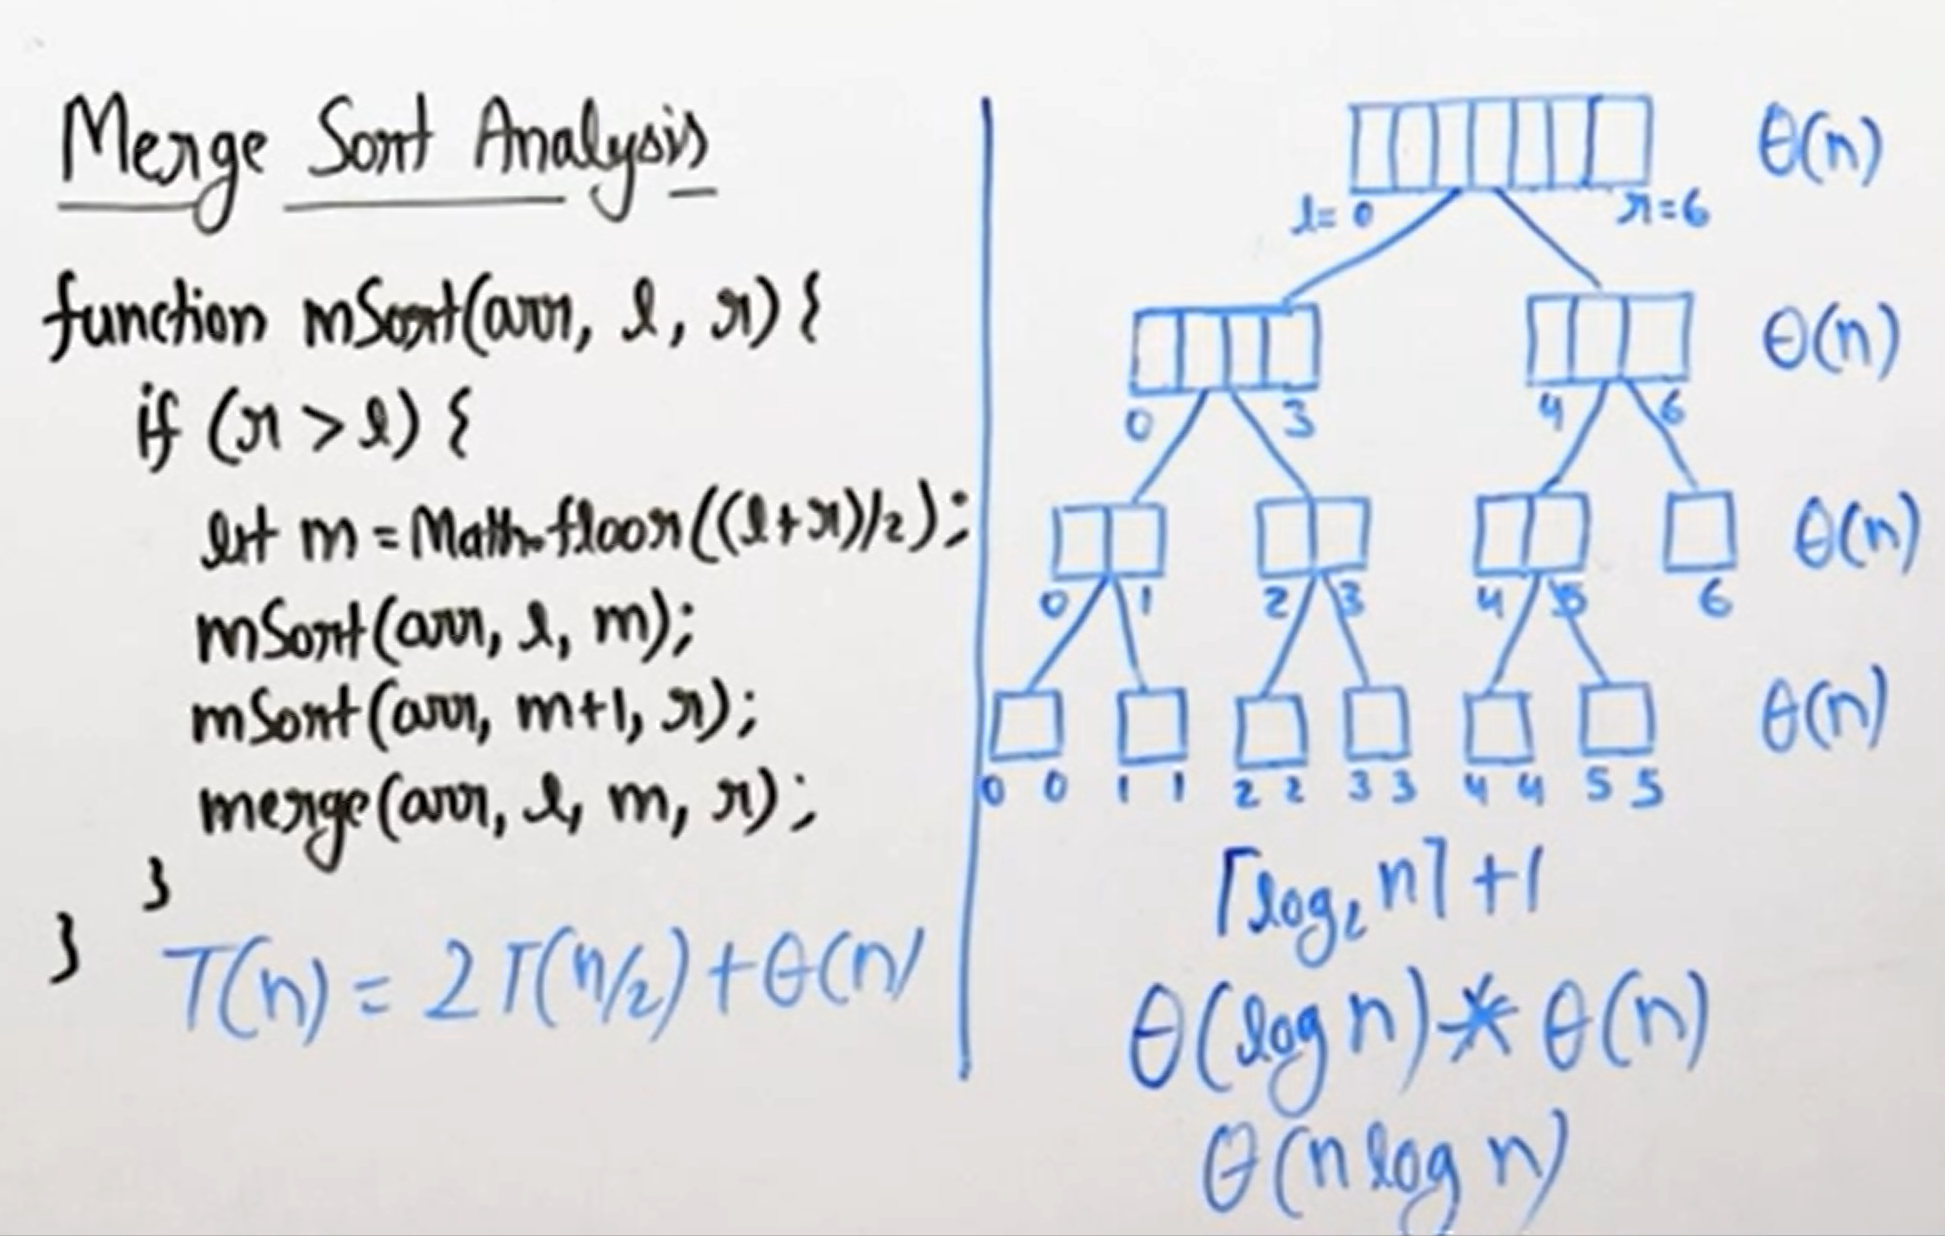 Merge Sort Analysis
function mSort(arr, l, r) {
if (r > l) {
let m = Math.floor((l+r)/2);
mSort(arr, l, m);
mSort(arr, m+1, r);
merge(arr, l, m, r);
}
}
T(n) = 2T(n/2) + θ(n)
θ(n)
l= 0 r=6
θ(n)
0 3 4 6
θ(n)
0 1 2 3 4 5 6
θ(n)
0 0 1 1 2 2 3 3 4 4 5 5
⌈log₂ n⌉ + 1
θ(log n) * θ(n)
θ(n log n)